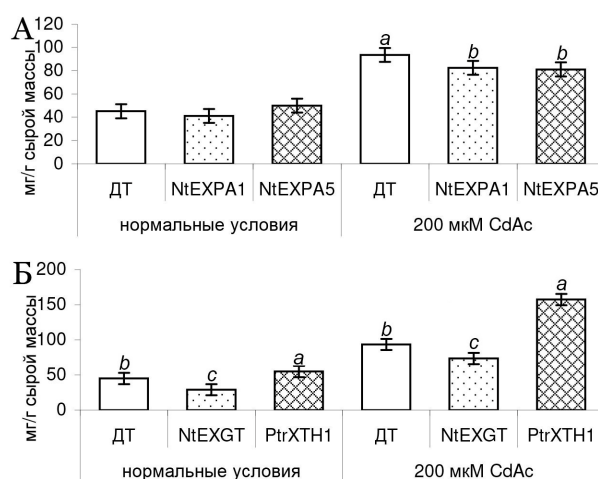 А
мг/г сырой массы
120
100
80
60
40
20
0
a
b
b
ДТ NtEXPA1 NtEXPA5 ДТ NtEXPA1 NtEXPA5
нормальные условия 200 мкМ CdAc
Б
мг/г сырой массы
200
150
100
50
0
b
c
a
b
c
a
ДТ NtEXGT PtrXTH1 ДТ NtEXGT PtrXTH1
нормальные условия 200 мкМ CdAc